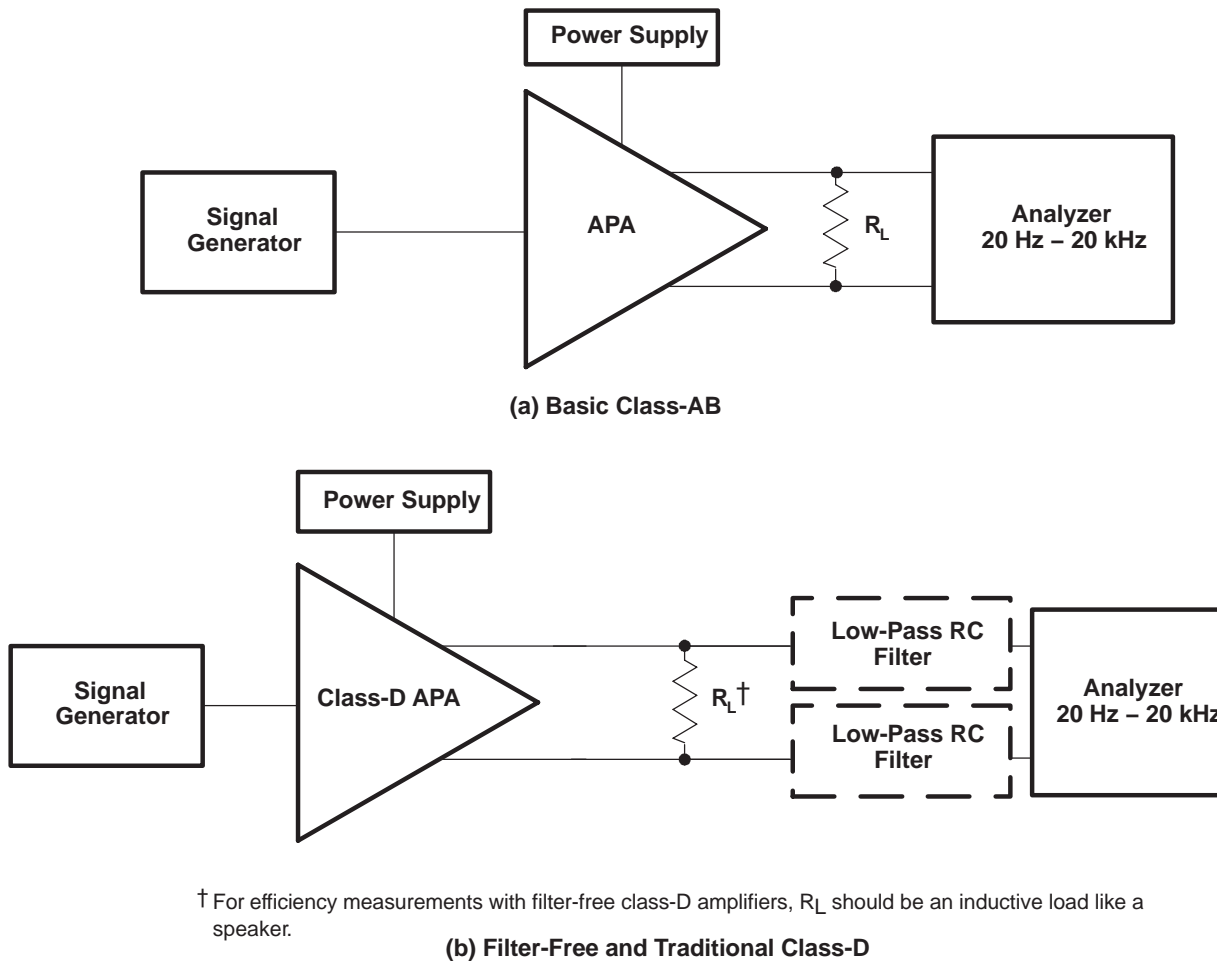 Power Supply
Signal
Generator
APA
RL
Analyzer
20 Hz – 20 kHz
(a) Basic Class-AB
Power Supply
Signal
Generator
Class-D APA
RL†
Low-Pass RC
Filter
Low-Pass RC
Filter
Analyzer
20 Hz – 20 kHz
† For efficiency measurements with filter-free class-D amplifiers, RL should be an inductive load like a
speaker.
(b) Filter-Free and Traditional Class-D